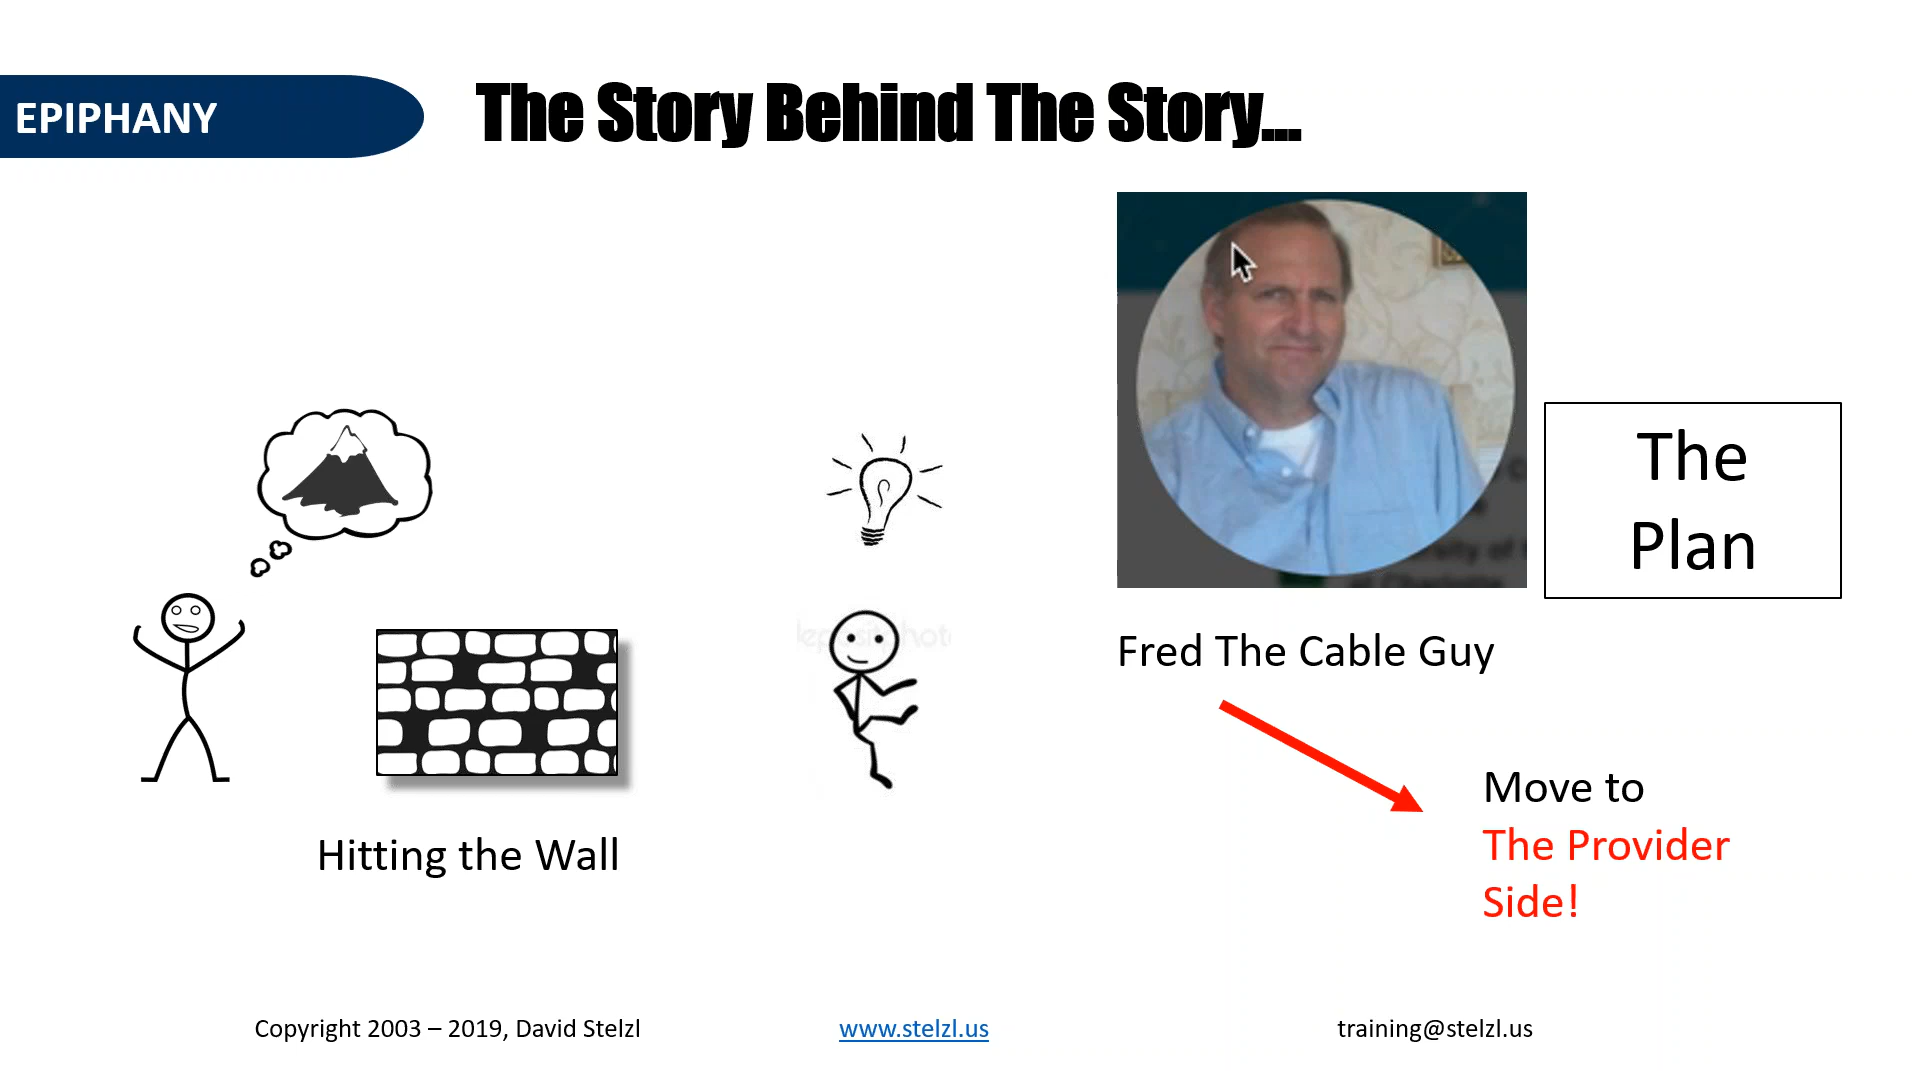 EPIPHANY
The Story Behind The Story...
The
Plan
Fred The Cable Guy
Move to
The Provider
Side!
Hitting the Wall
Copyright 2003 – 2019, David Stelzl
www.stelzl.us
training@stelzl.us